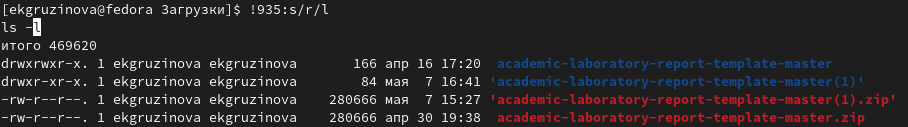 [ekgruzinova@fedora Загрузки]$ !935:s/r/l
ls -l
итого 469620
drwxrwxr-x. 1 ekgruzinova ekgruzinova       166 апр 16 17:20  academic-laboratory-report-template-master
drwxr-xr-x. 1 ekgruzinova ekgruzinova        84 мая  7 16:41 'academic-laboratory-report-template-master(1)'
-rw-r--r--. 1 ekgruzinova ekgruzinova    280666 мая  7 15:27 'academic-laboratory-report-template-master(1).zip'
-rw-r--r--. 1 ekgruzinova ekgruzinova    280666 апр 30 19:38  academic-laboratory-report-template-master.zip